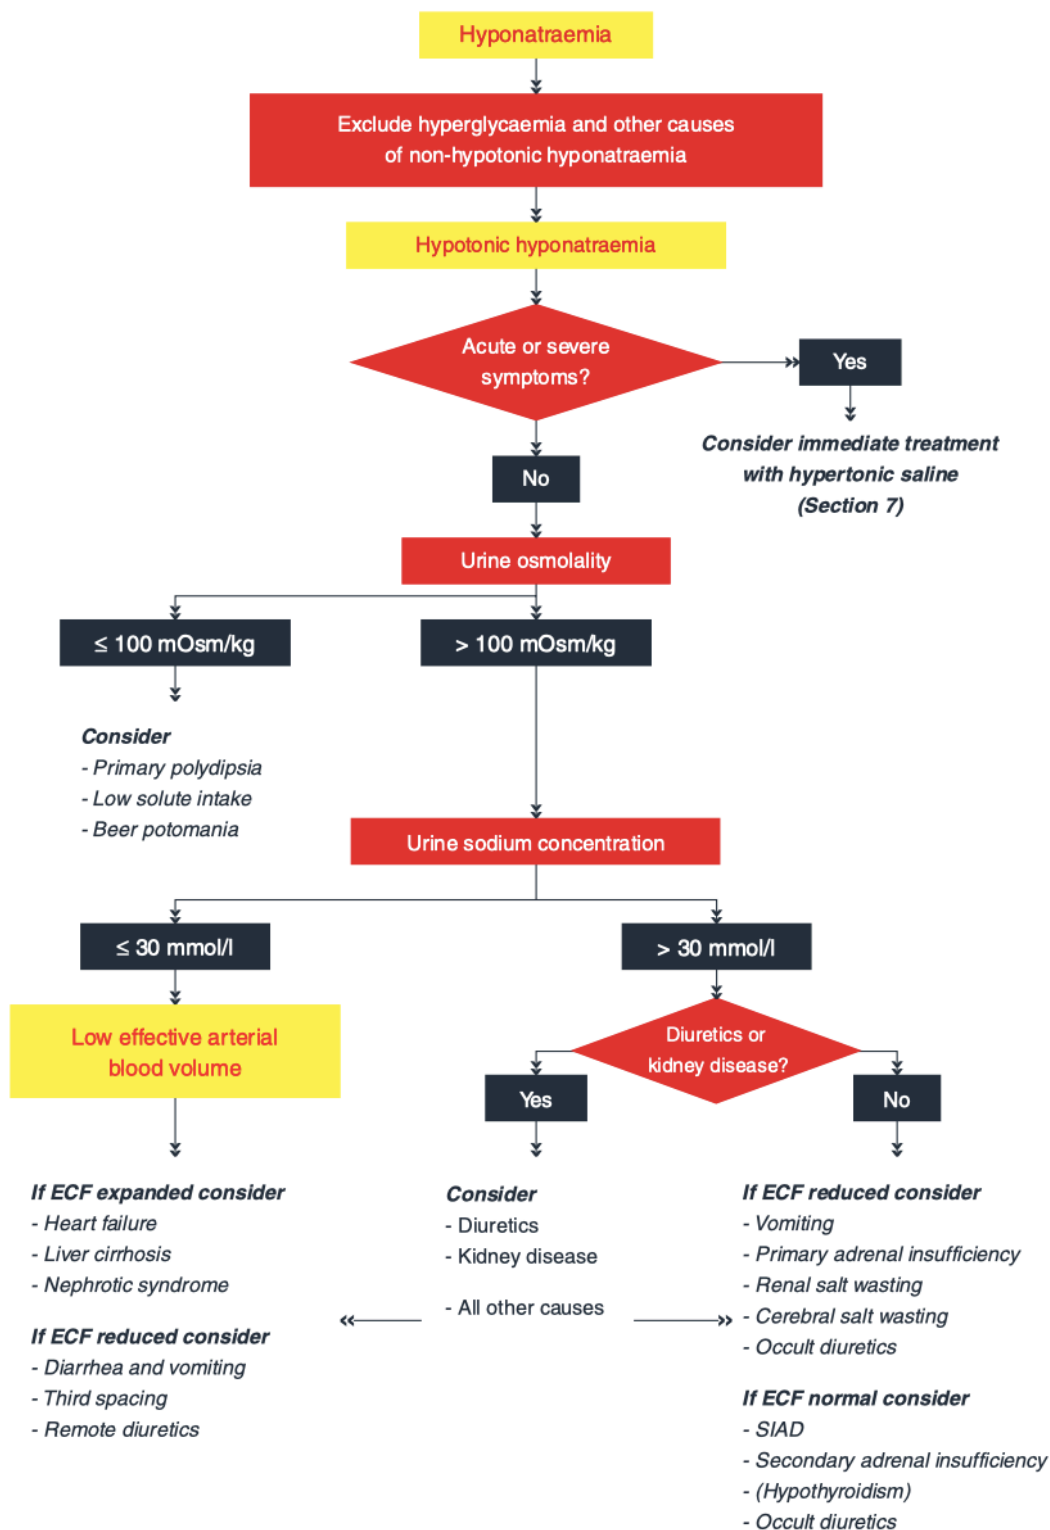 Hyponatraemia
Exclude hyperglycaemia and other causes
of non-hypotonic hyponatraemia
Hypotonic hyponatraemia
Acute or severe
symptoms?
Yes
Consider immediate treatment
with hypertonic saline
(Section 7)
No
Urine osmolality
≤ 100 mOsm/kg
> 100 mOsm/kg
Consider
- Primary polydipsia
- Low solute intake
- Beer potomania
Urine sodium concentration
≤ 30 mmol/l
> 30 mmol/l
Low effective arterial
blood volume
Diuretics or
kidney disease?
Yes
No
If ECF expanded consider
- Heart failure
- Liver cirrhosis
- Nephrotic syndrome
If ECF reduced consider
- Diarrhea and vomiting
- Third spacing
- Remote diuretics
Consider
- Diuretics
- Kidney disease
- All other causes
If ECF reduced consider
- Vomiting
- Primary adrenal insufficiency
- Renal salt wasting
- Cerebral salt wasting
- Occult diuretics
If ECF normal consider
- SIAD
- Secondary adrenal insufficiency
- (Hypothyroidism)
- Occult diuretics